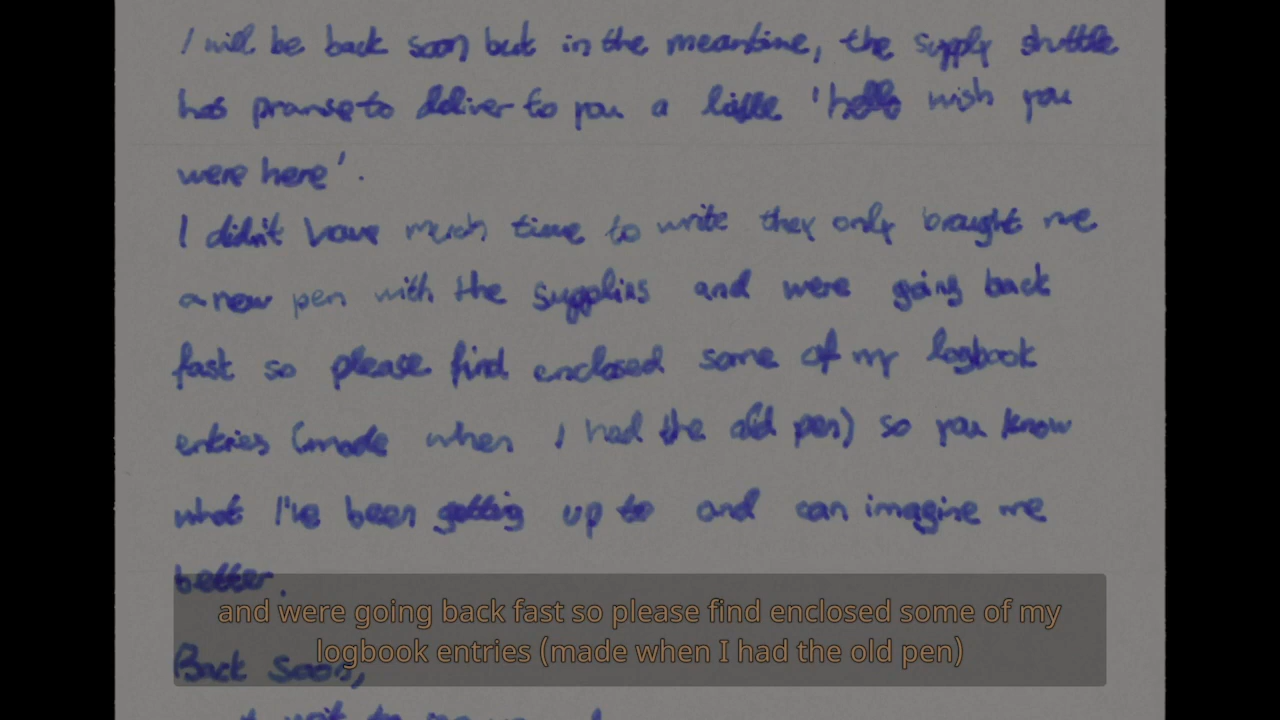 I will be back soon but in the meantime, the supply shuttle
has promise to deliver to you a little 'hello wish you
were here'.
I didn't have much time to write they only brought me
a new pen with the supplies and were going back
fast so please find enclosed some of my logbook
entries (made when I had the old pen) so you know
what I've been getting up to and can imagine me
better.
and were going back fast so please find enclosed some of my
logbook entries (made when I had the old pen)
Back soon,